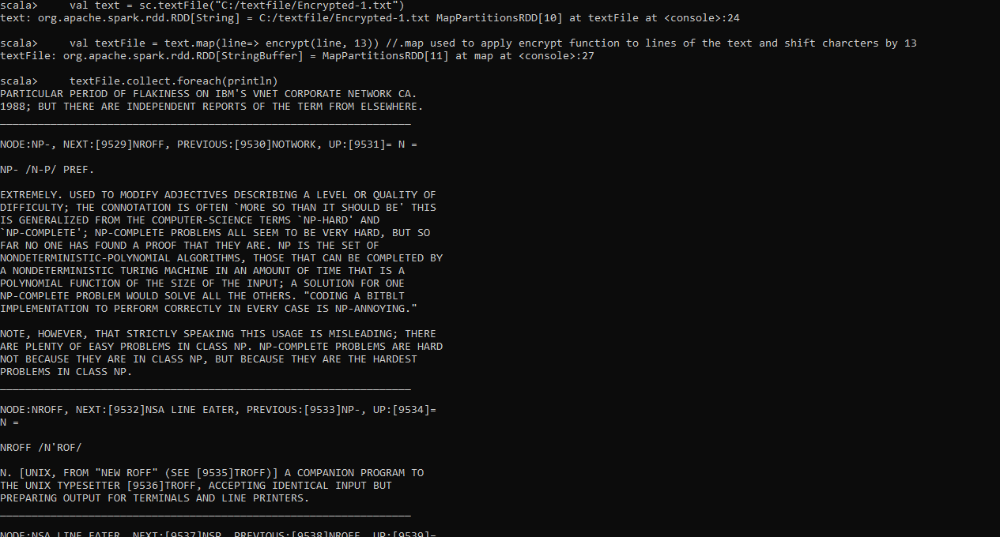 scala>     val text = sc.textFile("C:/textfile/Encrypted-1.txt")
text: org.apache.spark.rdd.RDD[String] = C:/textfile/Encrypted-1.txt MapPartitionsRDD[10] at textFile at <console>:24
scala>     val textFile = text.map(line=> encrypt(line, 13)) //.map used to apply encrypt function to lines of the text and shift charcters by 13
textFile: org.apache.spark.rdd.RDD[StringBuffer] = MapPartitionsRDD[11] at map at <console>:27
scala>     textFile.collect.foreach(println)
PARTICULAR PERIOD OF FLAKINESS ON IBM'S VNET CORPORATE NETWORK CA.
1988; BUT THERE ARE INDEPENDENT REPORTS OF THE TERM FROM ELSEWHERE.
_________________________________________________________________
NODE:NP-, NEXT:[9529]NROFF, PREVIOUS:[9530]NOTWORK, UP:[9531]= N =
NP- /N-P/ PREF.
EXTREMELY. USED TO MODIFY ADJECTIVES DESCRIBING A LEVEL OR QUALITY OF
DIFFICULTY; THE CONNOTATION IS OFTEN `MORE SO THAN IT SHOULD BE' THIS
IS GENERALIZED FROM THE COMPUTER-SCIENCE TERMS `NP-HARD' AND
`NP-COMPLETE'; NP-COMPLETE PROBLEMS ALL SEEM TO BE VERY HARD, BUT SO
FAR NO ONE HAS FOUND A PROOF THAT THEY ARE. NP IS THE SET OF
NONDETERMINISTIC-POLYNOMIAL ALGORITHMS, THOSE THAT CAN BE COMPLETED BY
A NONDETERMINISTIC TURING MACHINE IN AN AMOUNT OF TIME THAT IS A
POLYNOMIAL FUNCTION OF THE SIZE OF THE INPUT; A SOLUTION FOR ONE
NP-COMPLETE PROBLEM WOULD SOLVE ALL THE OTHERS. "CODING A BITBLT
IMPLEMENTATION TO PERFORM CORRECTLY IN EVERY CASE IS NP-ANNOYING."
NOTE, HOWEVER, THAT STRICTLY SPEAKING THIS USAGE IS MISLEADING; THERE
ARE PLENTY OF EASY PROBLEMS IN CLASS NP. NP-COMPLETE PROBLEMS ARE HARD
NOT BECAUSE THEY ARE IN CLASS NP, BUT BECAUSE THEY ARE THE HARDEST
PROBLEMS IN CLASS NP.
_________________________________________________________________
NODE:NROFF, NEXT:[9532]NSA LINE EATER, PREVIOUS:[9533]NP-, UP:[9534]=
N =
NROFF /N'ROF/
N. [UNIX, FROM "NEW ROFF" (SEE [9535]TROFF)] A COMPANION PROGRAM TO
THE UNIX TYPESETTER [9536]TROFF, ACCEPTING IDENTICAL INPUT BUT
PREPARING OUTPUT FOR TERMINALS AND LINE PRINTERS.
_________________________________________________________________
NODE:NSA LINE EATER, NEXT:[9537]NSP, PREVIOUS:[9538]NROFF, UP:[9539]=